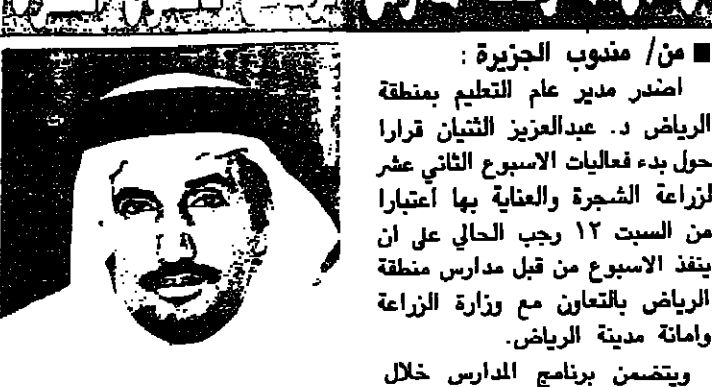 ■ من/ مندوب الجزيرة :
اصدر مدير عام التعليم بمنطقة
الرياض د. عبدالعزيز الثنيان قرارا
حول بدء فعاليات الاسبوع الثاني عشر
لزراعة الشجرة والعناية بها اعتبارا
من السبت ١٢ رجب الحالي على ان
ينفذ الاسبوع من قبل مدارس منطقة
الرياض بالتعاون مع وزارة الزراعة
وامانة مدينة الرياض.
ويتضمن برنامج المدارس خلال